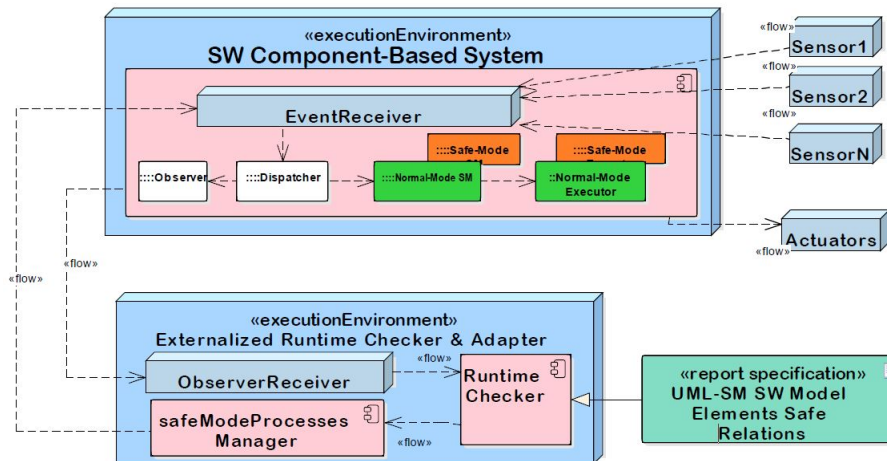 «executionEnvironment»
SW Component-Based System
EventReceiver
::::Safe-Mode
::::Safe-Mode
::::Observer
::::Dispatcher
::::Normal-Mode SM
::Normal-Mode
Executor
«flow»
Sensor1
«flow»
Sensor2
«flow»
SensorN
Actuators
«flow»
«flow»
«flow»
«executionEnvironment»
Externalized Runtime Checker & Adapter
ObserverReceiver
«flow»
Runtime
Checker
safeModeProcesses
Manager
«flow»
«report specification»
UML-SM SW Model
Elements Safe
Relations